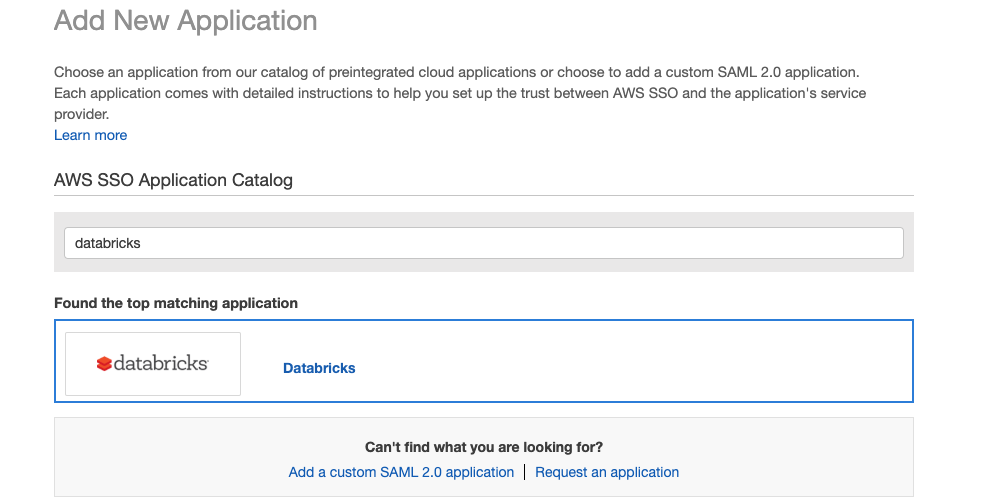 Add New Application
Choose an application from our catalog of preintegrated cloud applications or choose to add a custom SAML 2.0 application.
Each application comes with detailed instructions to help you set up the trust between AWS SSO and the application's service
provider.
Learn more
AWS SSO Application Catalog
databricks
Found the top matching application
databricks
Databricks
Can't find what you are looking for?
Add a custom SAML 2.0 application | Request an application